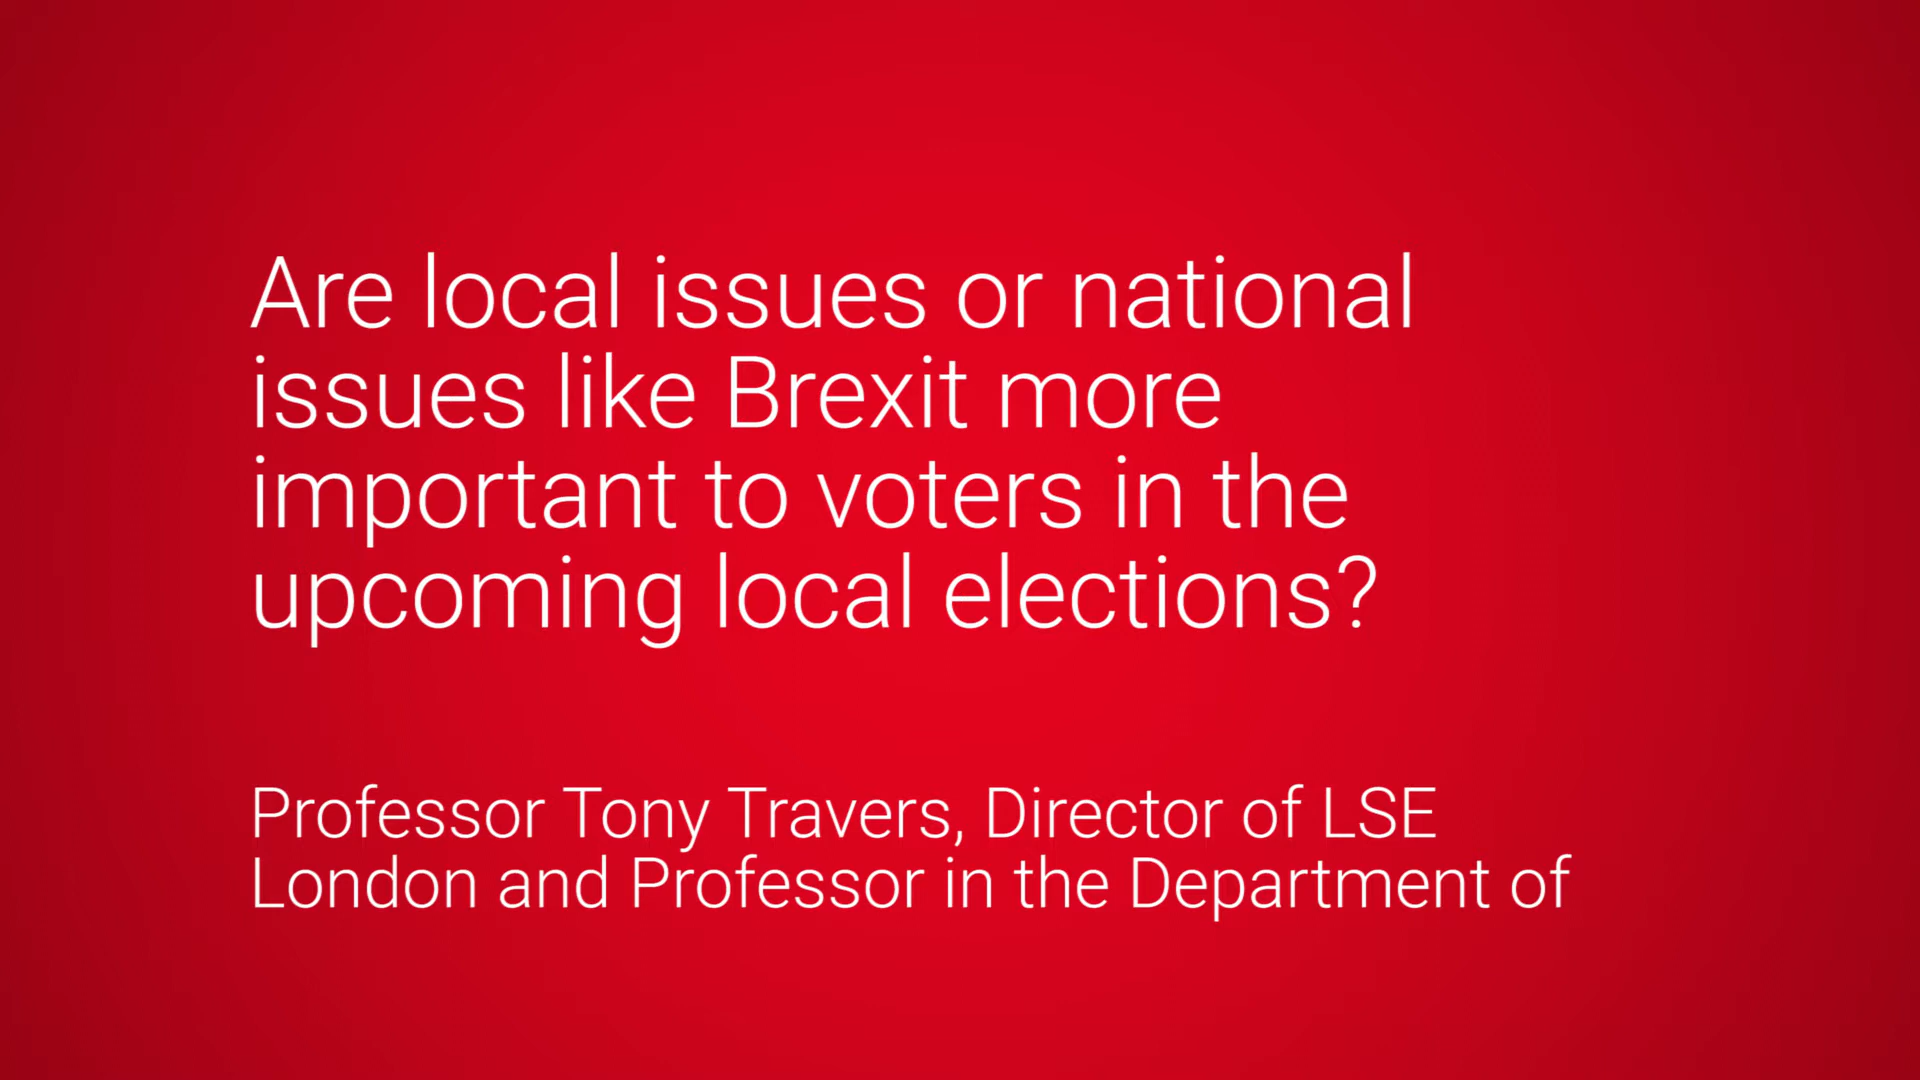 Are local issues or national
issues like Brexit more
important to voters in the
upcoming local elections?
Professor Tony Travers, Director of LSE
London and Professor in the Department of